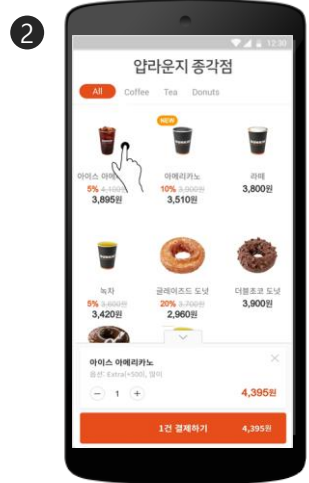 2
12:30
얍라운지 종각점
All Coffee Tea Donuts
NEW
아이스 아메
아메리카노
라떼
5% 4,100원
10% 3,900원
3,800원
3,895원
3,510원
녹차
글레이즈드 도넛
더블초코 도넛
5% 3,600원
20% 3,700원
3,900원
3,420원
2,960원
아이스 아메리카노
옵션: Extra(+500),
1
4,395원
1건 결제하기 4,395원